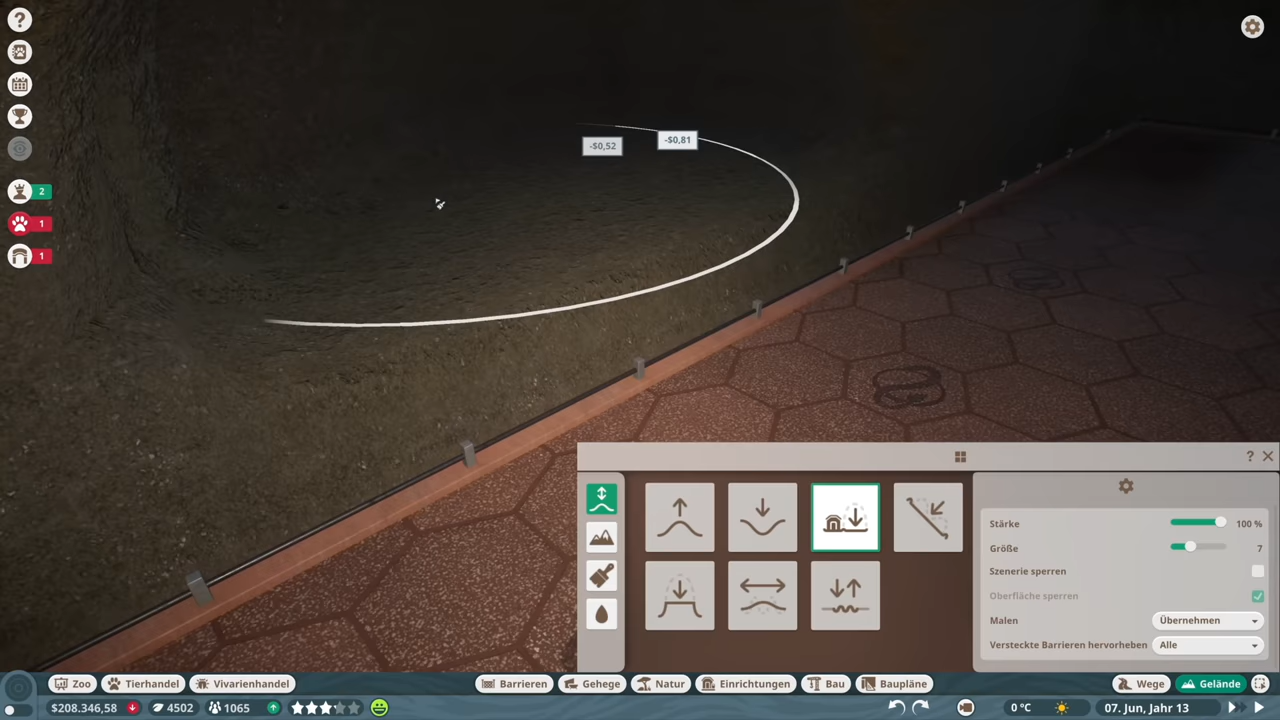 ?
-$0,52
-$0,81
2
1
1
?
Stärke
100 %
Größe
7
Szenerie sperren
Oberfläche sperren
Malen
Übernehmen
Versteckte Barrieren hervorheben
Alle
Zoo
Tierhandel
Vivarienhandel
Barrieren
Gehege
Natur
Einrichtungen
Bau
Baupläne
Wege
Gelände
$208.346,58
4502
1065
0 °C
07. Jun, Jahr 13